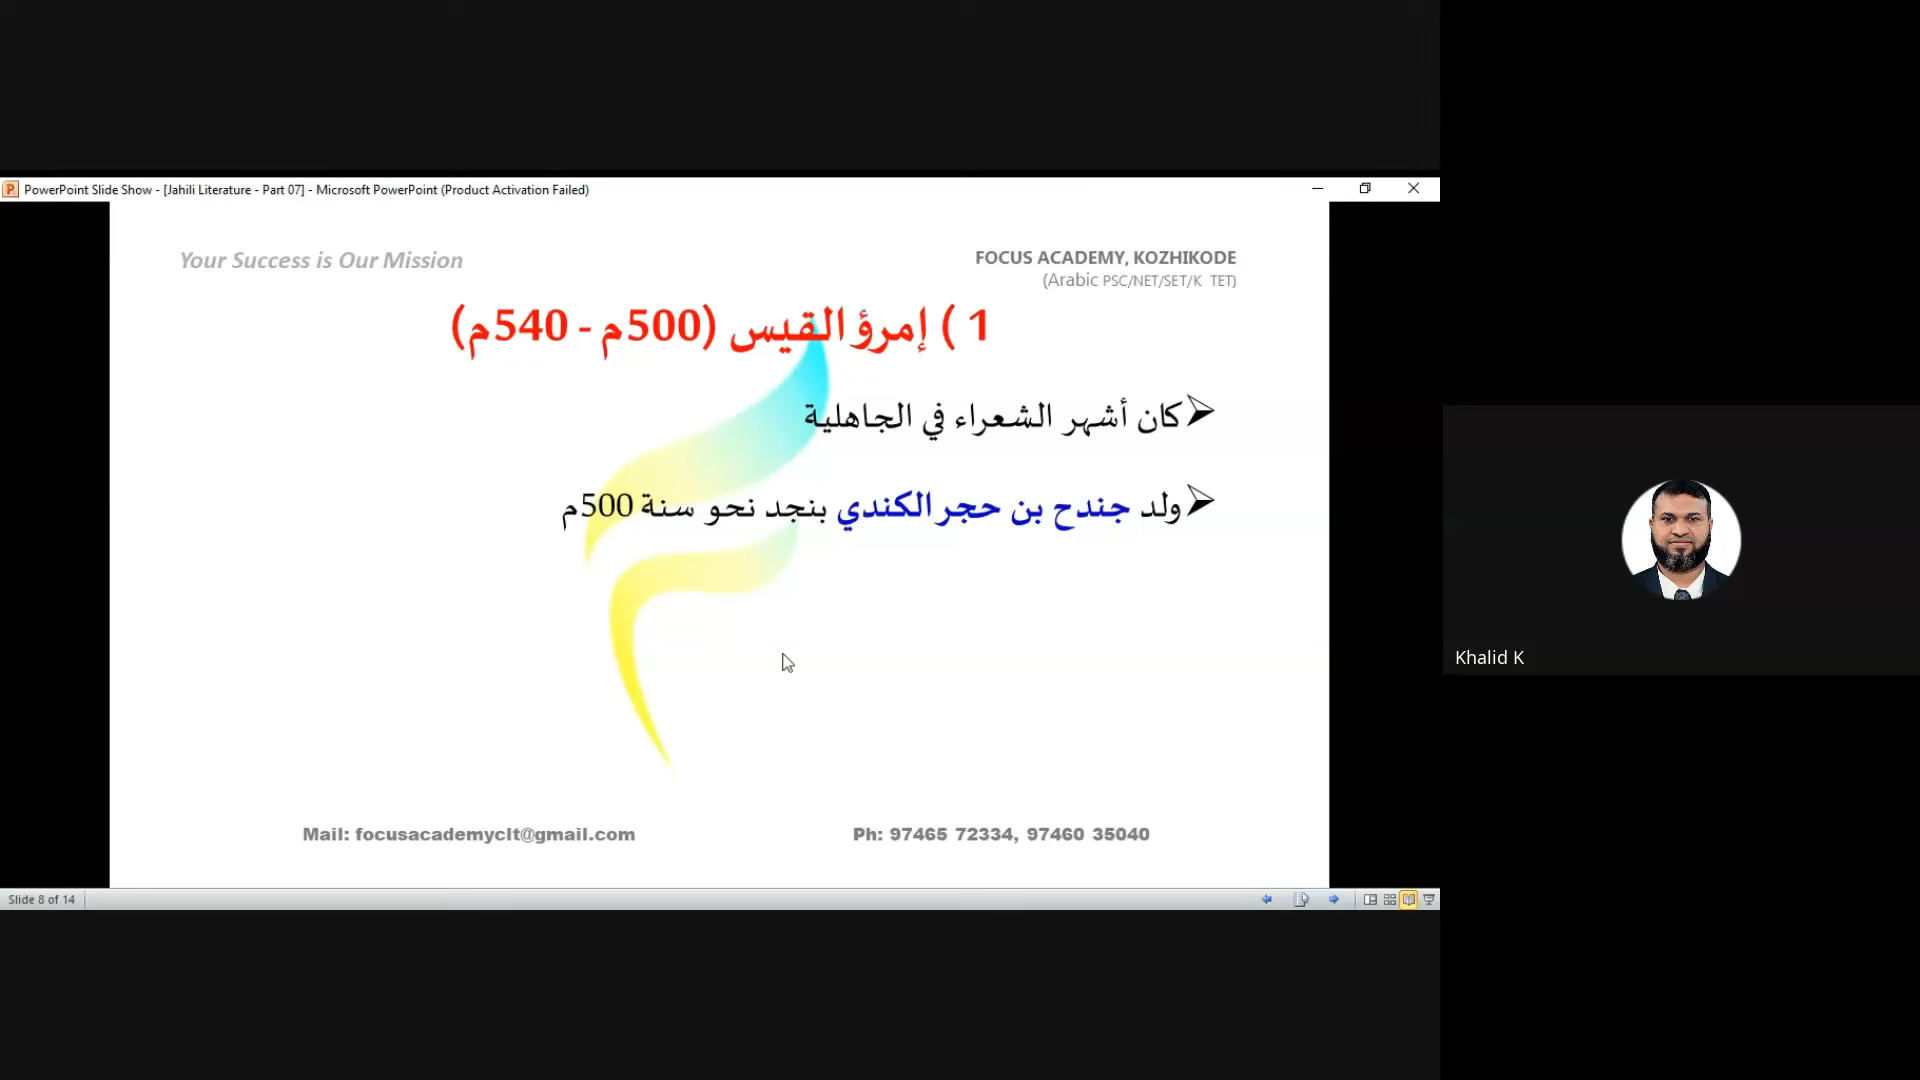 PowerPoint Slide Show - [Jahili Literature - Part 07] - Microsoft PowerPoint (Product Activation Failed)
Your Success is Our Mission
FOCUS ACADEMY, KOZHIKODE
(Arabic PSC/NET/SET/K TET)
1 ) إمرؤ القيس (500م - 540م)
كان أشهر الشعراء في الجاهلية
ولد جندح بن حجر الكندي بنجد نحو سنة 500م
Mail: focusacademyclt@gmail.com
Ph: 97465 72334, 97460 35040
Slide 8 of 14
Khalid K